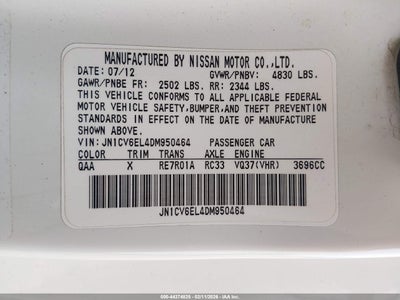 MANUFACTURED BY NISSAN MOTOR CO.,LTD.
DATE: 07/12 GVWR/PNBV: 4830 LBS.
GAWR/PNBE FR: 2502 LBS. RR: 2344 LBS.
THIS VEHICLE CONFORMS TO ALL APPLICABLE FEDERAL
MOTOR VEHICLE SAFETY,BUMPER,AND THEFT PREVENTION
STANDARDS IN EFFECT ON THE DATE OF MANUFACTURE
SHOWN ABOVE.
VIN: JN1CV6EL4DM950464 PASSENGER CAR
COLOR TRIM TRANS AXLE ENGINE
QAA X RE7R01A RC33 VQ37(VHR) 3696CC
JN1CV6EL4DM950464